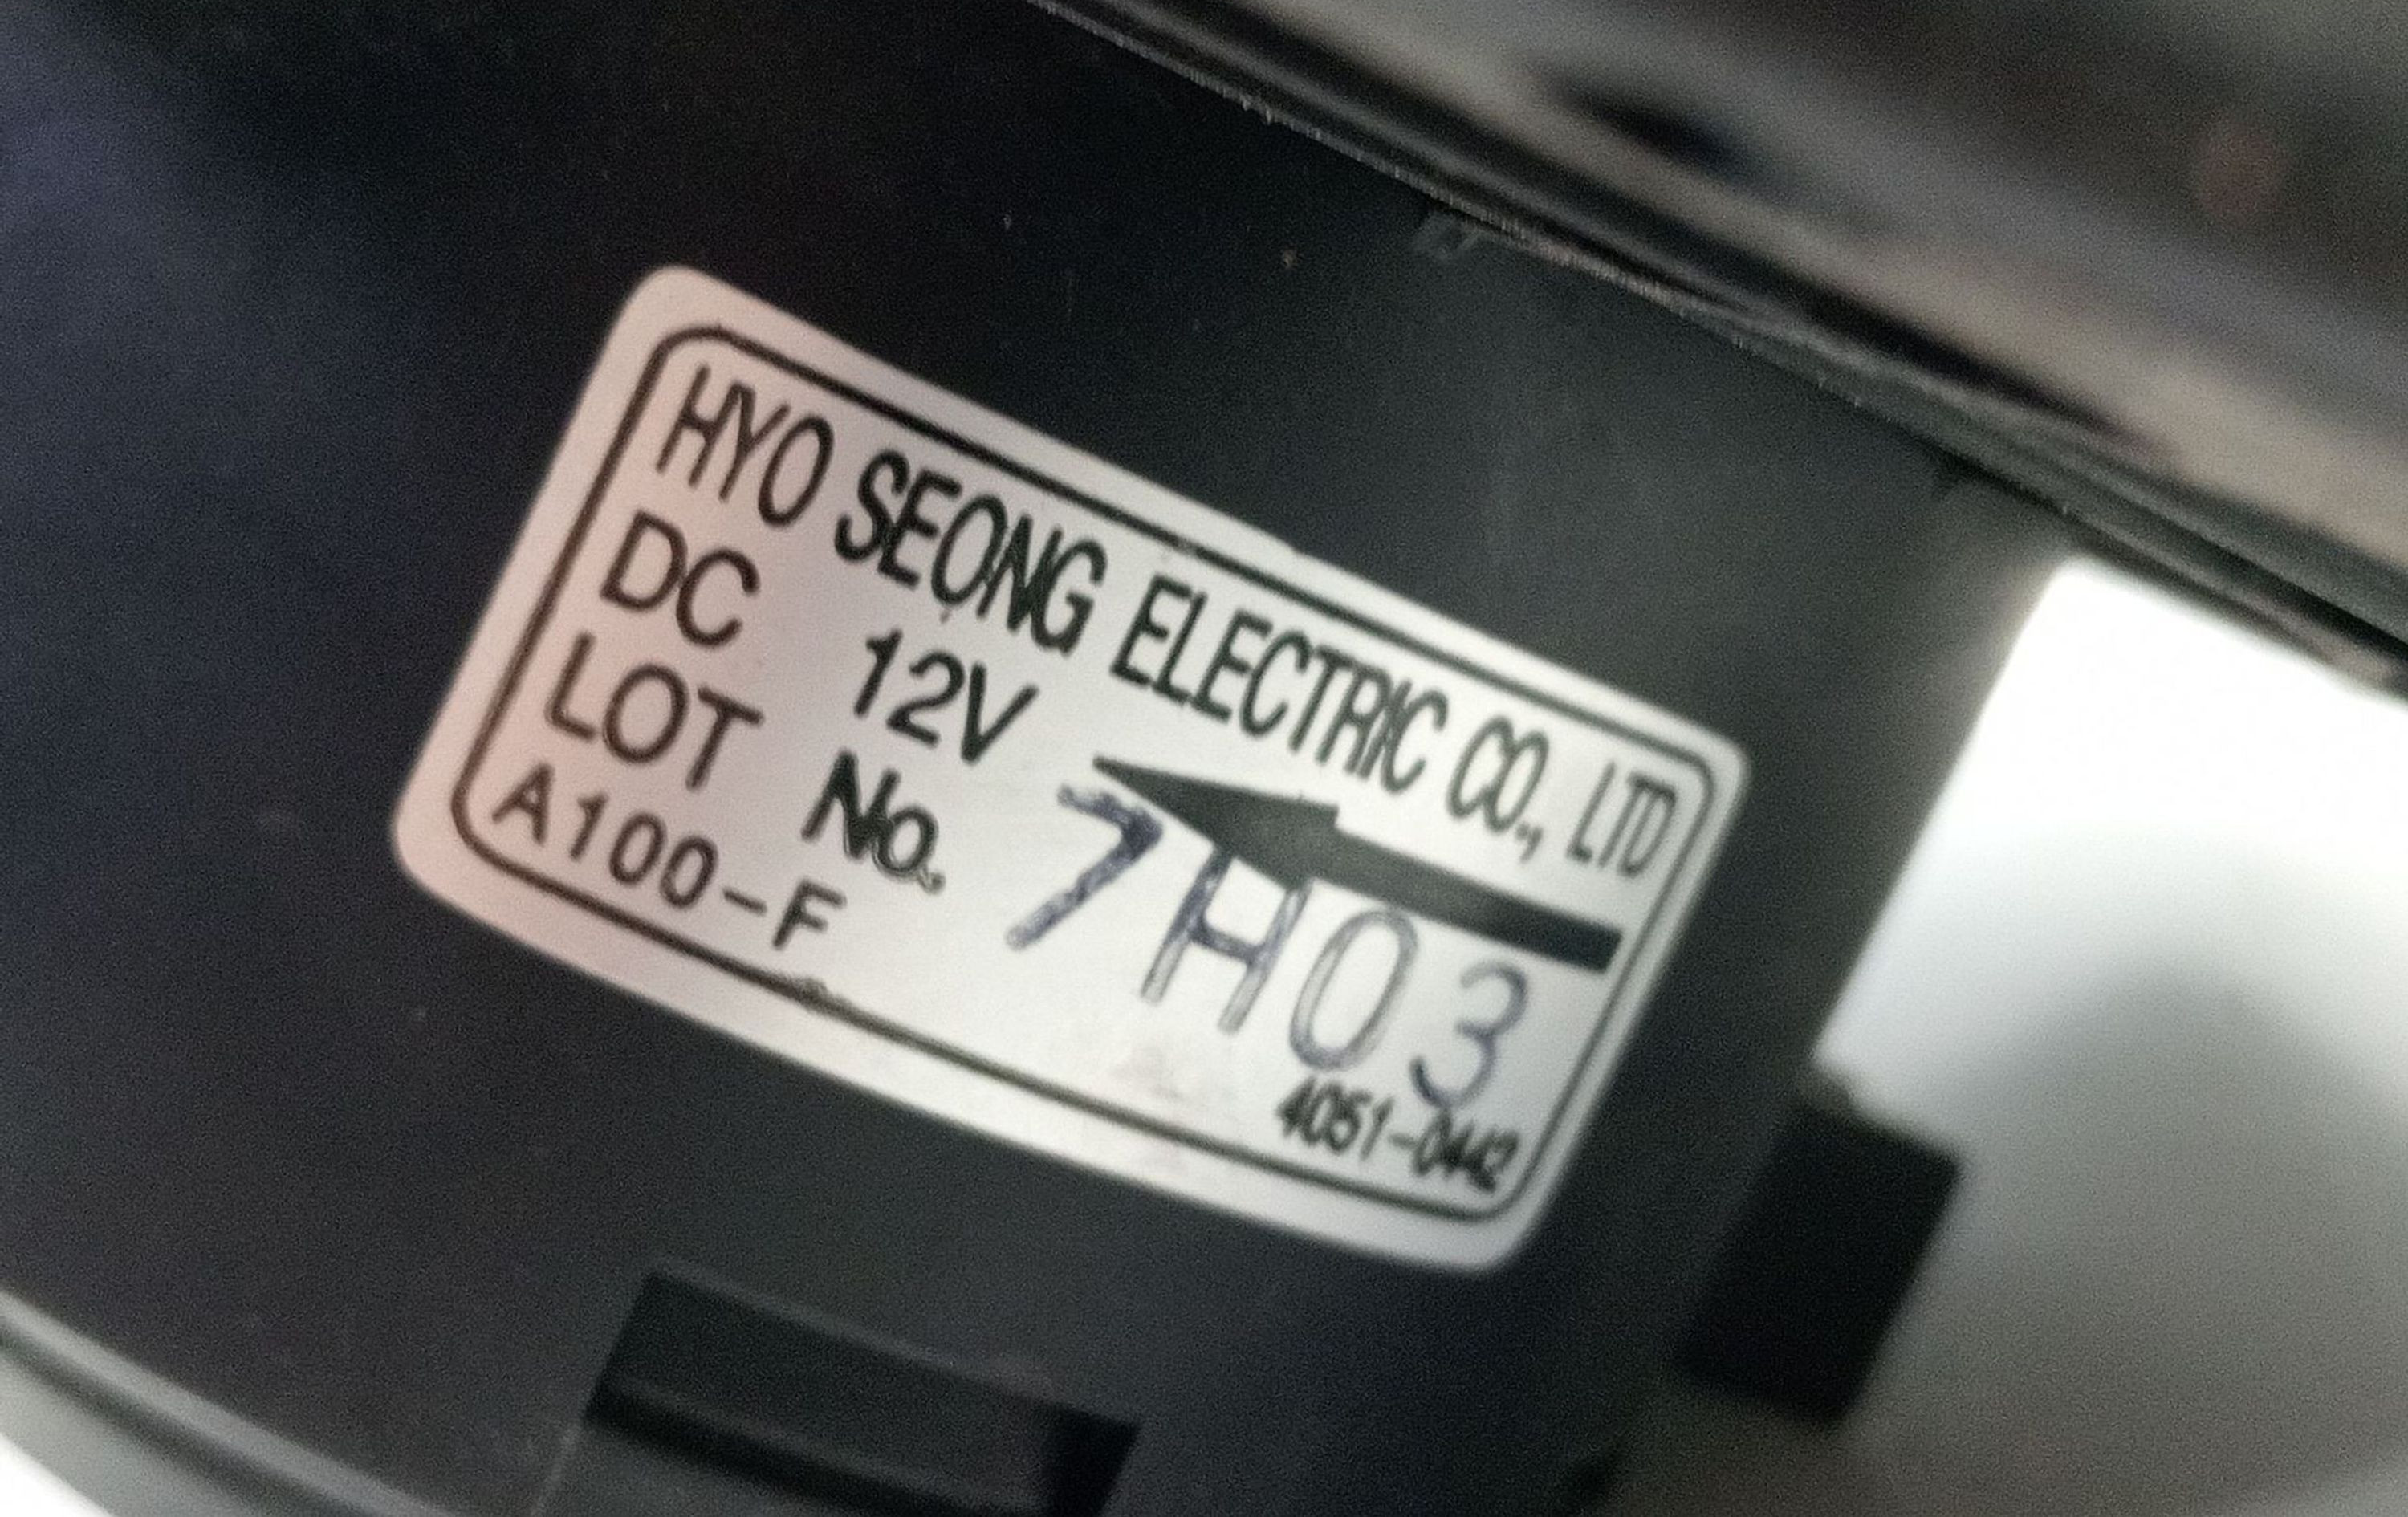 HYO SEONG ELECTRIC CO., LTD
DC 12V
LOT No. 7H03
A100-F
4051-0442